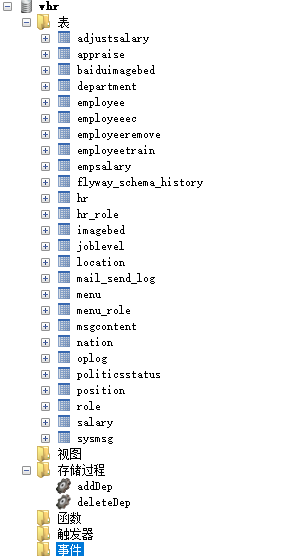 vhr
表
adjustsalary
appraise
baiduimagebed
department
employee
employeeec
employeeremove
employeetrain
empsalary
flyway_schema_history
hr
hr_role
imagebed
joblevel
location
mail_send_log
menu
menu_role
msgcontent
nation
oplog
politicsstatus
position
role
salary
sysmsg
视图
存储过程
addDep
deleteDep
函数
触发器
事件